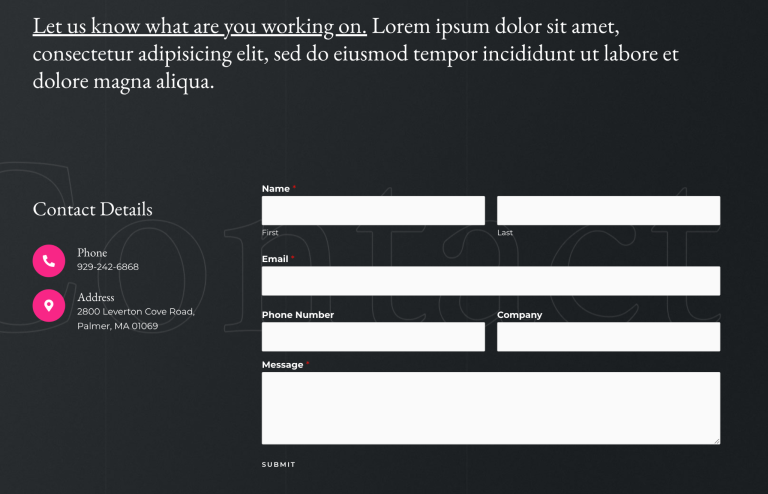 Let us know what are you working on. Lorem ipsum dolor sit amet,
consectetur adipisicing elit, sed do eiusmod tempor incididunt ut labore et
dolore magna aliqua.
Contact
Contact Details
Phone
929-242-6868
Address
2800 Leverton Cove Road,
Palmer, MA 01069
Name *
First
Last
Email *
Phone Number
Company
Message *
SUBMIT